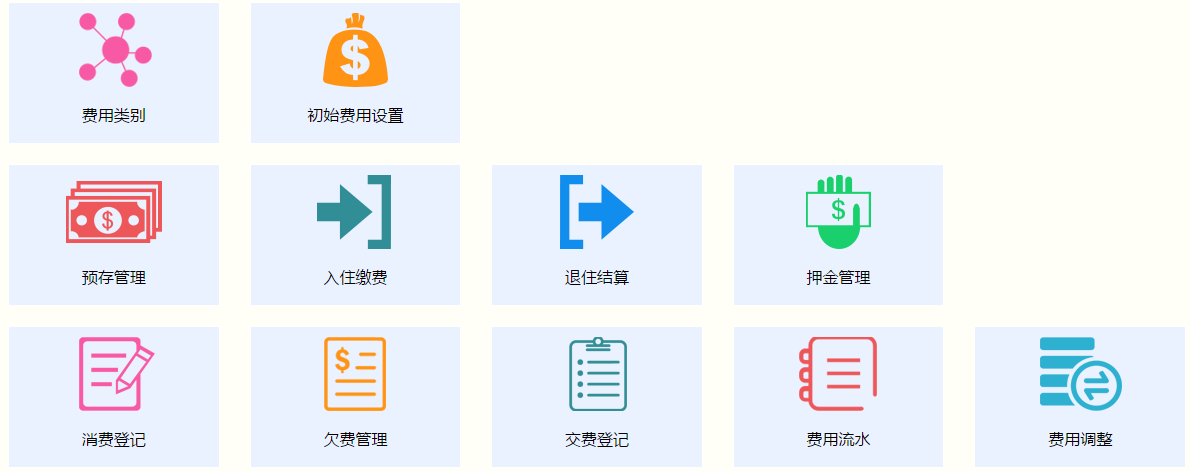 费用类别
初始费用设置
预存管理
入住缴费
退住结算
押金管理
消费登记
欠费管理
交费登记
费用流水
费用调整